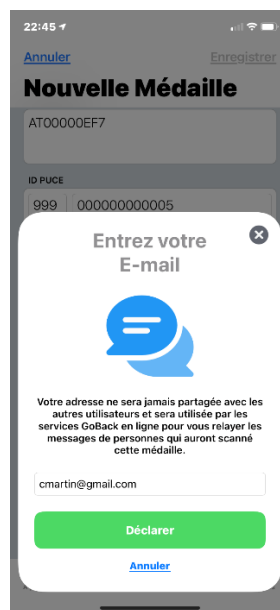 22:45
Annuler Enregistrer
Nouvelle Médaille
AT00000EF7
ID PUCE
999 000000000005
Entrez votre
E-mail
Votre adresse ne sera jamais partagée avec les
autres utilisateurs et sera utilisée par les
services GoBack en ligne pour vous relayer les
messages de personnes qui auront scanné
cette médaille.
cmartin@gmail.com
Déclarer
Annuler